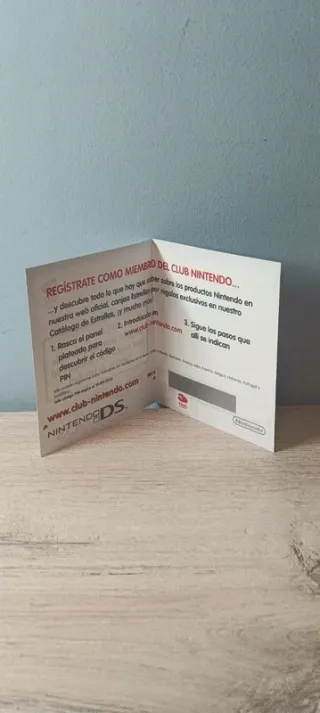 REGÍSTRATE COMO MIEMBRO DEL CLUB NINTENDO...
...y descubre todo lo que hay que saber sobre los productos Nintendo en
nuestra web oficial, canjea Estrellas por regalos exclusivos en nuestro
Catálogo de Estrellas, ¡y mucho más!
1. Rasca el panel
plateado para
descubrir el código
PIN
2. Introdúcelo en
www.club-nintendo.com
3. Sigue los pasos que
allí se indican
www.club-nintendo.com
NINTENDO DS
Nintendo